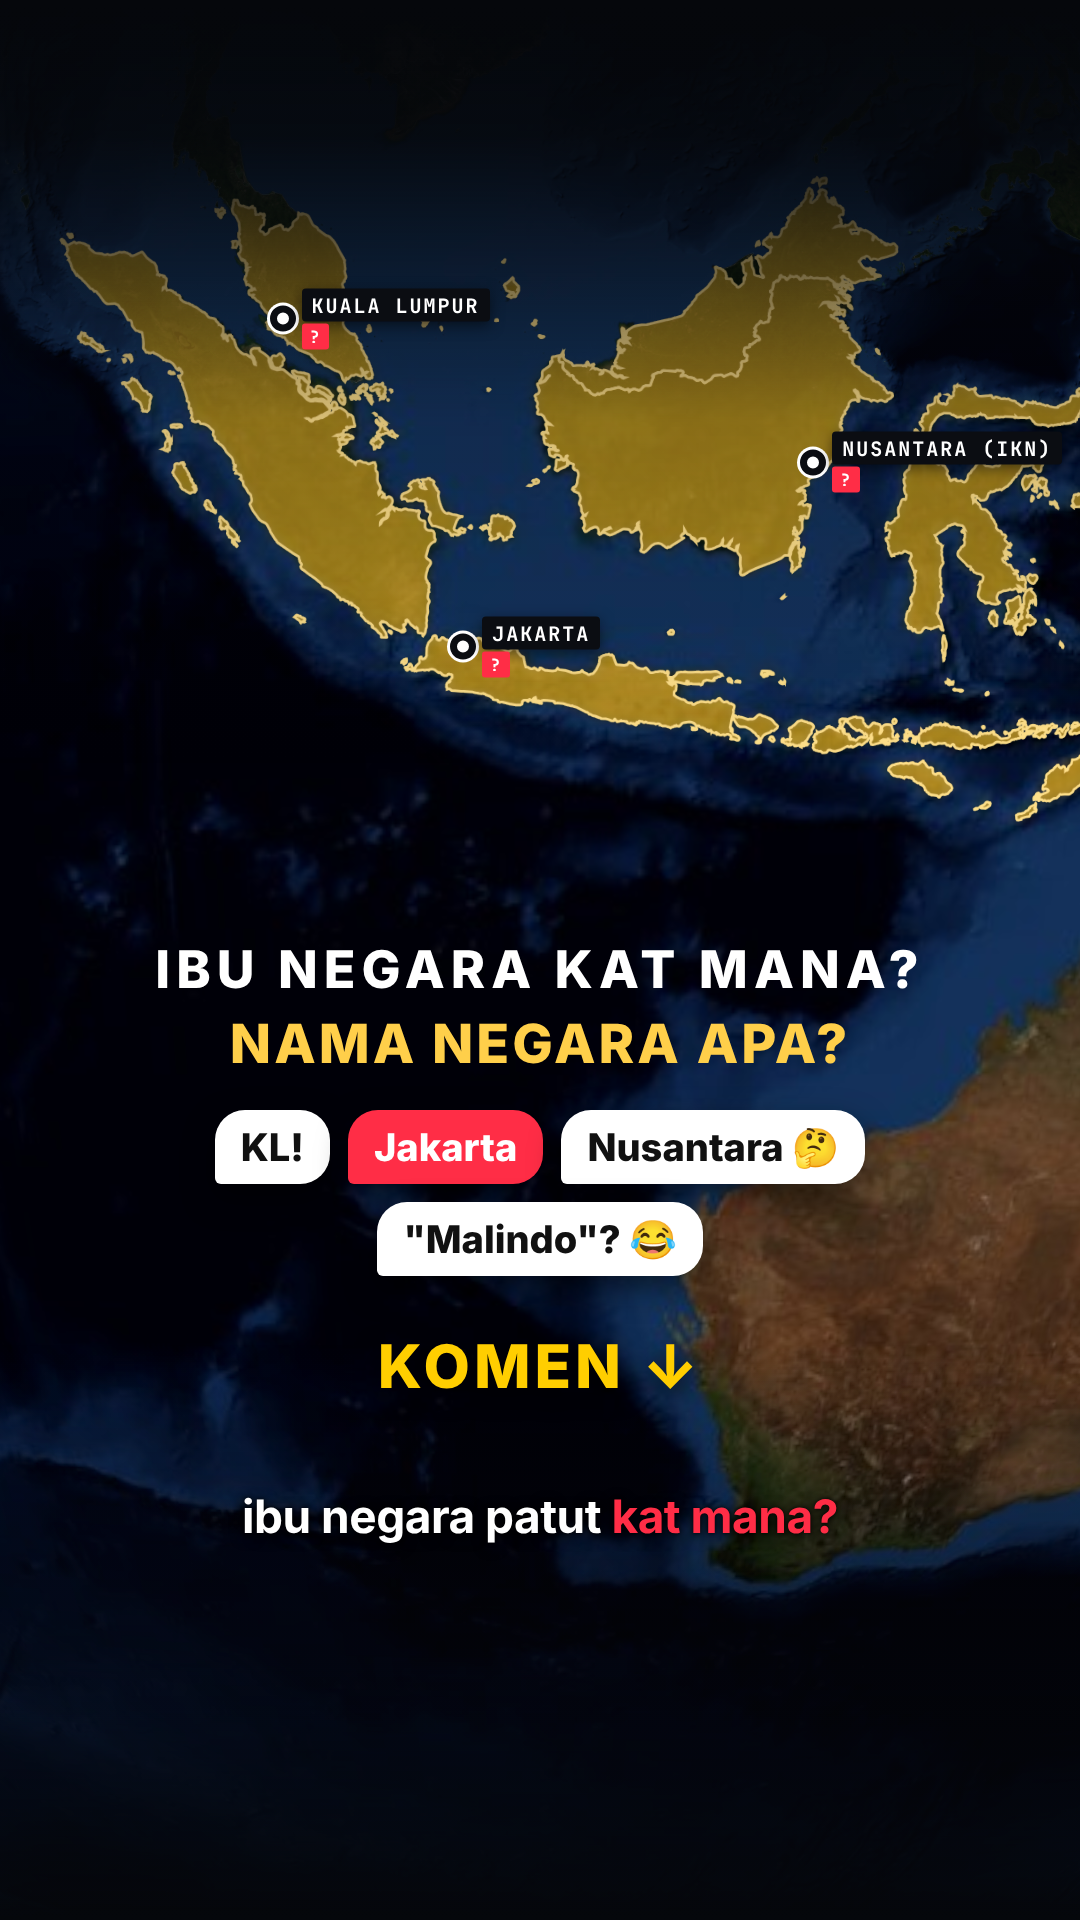 KUALA LUMPUR
?
NUSANTARA (IKN)
?
JAKARTA
?
IBU NEGARA KAT MANA?
NAMA NEGARA APA?
KL! Jakarta Nusantara 🤔
"Malindo"? 😂
KOMEN ↓
ibu negara patut kat mana?